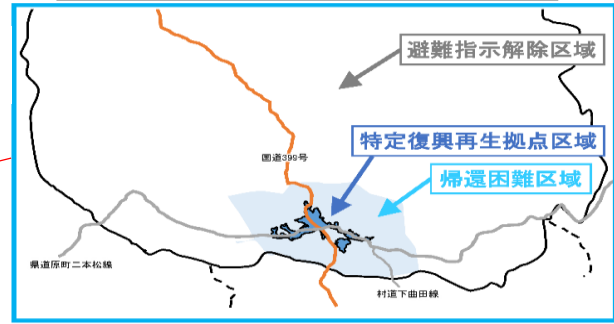 避難指示解除区域
特定復興再生拠点区域
国道399号
帰還困難区域
県道原町二本松線
村道下曲田線